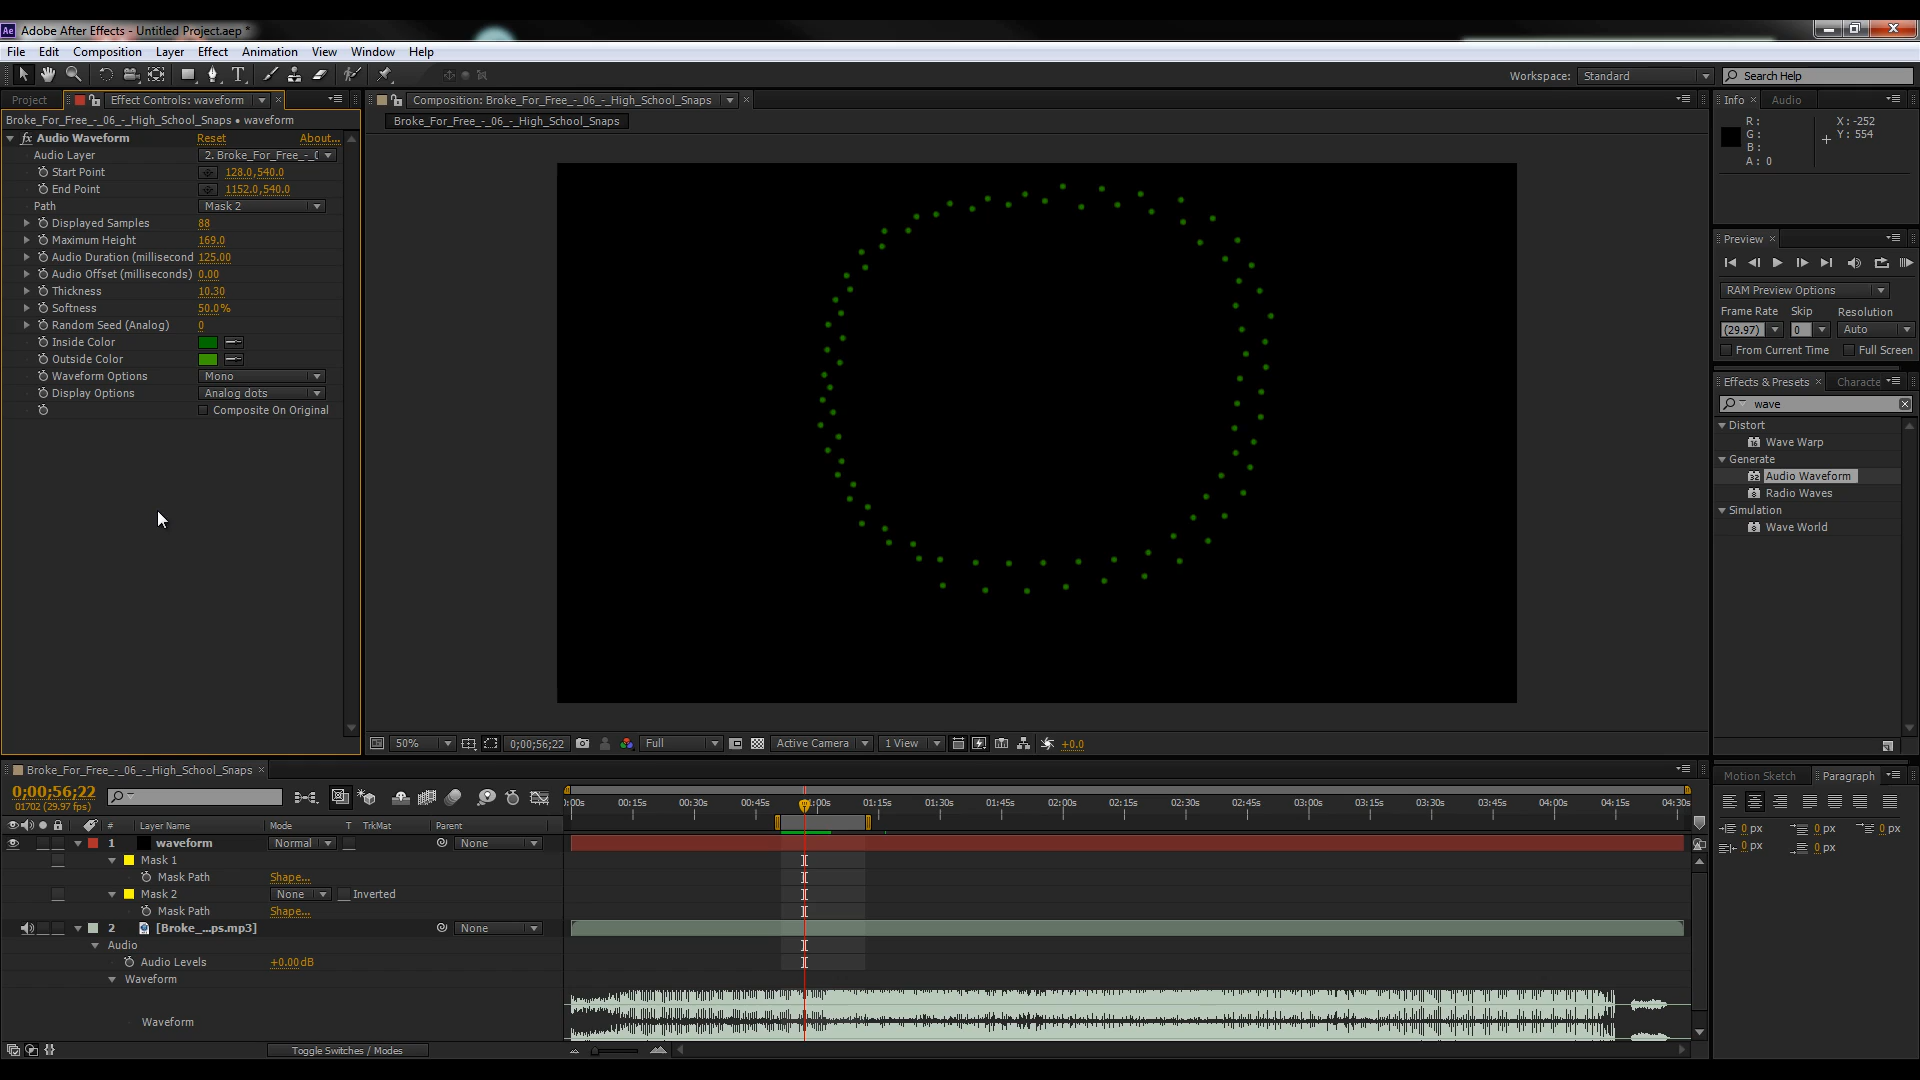 Ae Adobe After Effects - Untitled Project.aep *
File Edit Composition Layer Effect Animation View Window Help
Workspace: Standard
Search Help
Project
Effect Controls: waveform
Broke_For_Free_-_06_-_High_School_Snaps • waveform
fx Audio Waveform Reset About...
Audio Layer 2. Broke_For_Free_-_0
Start Point 128.0,540.0
End Point 1152.0,540.0
Path Mask 2
Displayed Samples 88
Maximum Height 169.0
Audio Duration (millisecond 125.00
Audio Offset (milliseconds) 0.00
Thickness 10.30
Softness 50.0%
Random Seed (Analog) 0
Inside Color
Outside Color
Waveform Options Mono
Display Options Analog dots
Composite On Original
Composition: Broke_For_Free_-_06_-_High_School_Snaps
Broke_For_Free_-_06_-_High_School_Snaps
50% 0;00;56;22 Full Active Camera 1 View +0.0
Info Audio
R: X: -252
G: Y: 554
B:
A: 0
Preview
RAM Preview Options
Frame Rate Skip Resolution
(29.97) 0 Auto
From Current Time Full Screen
Effects & Presets Characte
wave
Distort
Wave Warp
Generate
Audio Waveform
Radio Waves
Simulation
Wave World
Broke_For_Free_-_06_-_High_School_Snaps
0;00;56;22
01702 (29.97 fps)
# Layer Name Mode T TrkMat Parent
1 waveform Normal None
Mask 1
Mask Path Shape...
Mask 2 None Inverted
Mask Path Shape...
2 [Broke_...ps.mp3] None
Audio
Audio Levels +0.00dB
Waveform
Waveform
Toggle Switches / Modes
):00s 00:15s 00:30s 00:45s 01:00s 01:15s 01:30s 01:45s 02:00s 02:15s 02:30s 02:45s 03:00s 03:15s 03:30s 03:45s 04:00s 04:15s 04:30s
Motion Sketch Paragraph
0 px 0 px 0 px
0 px 0 px